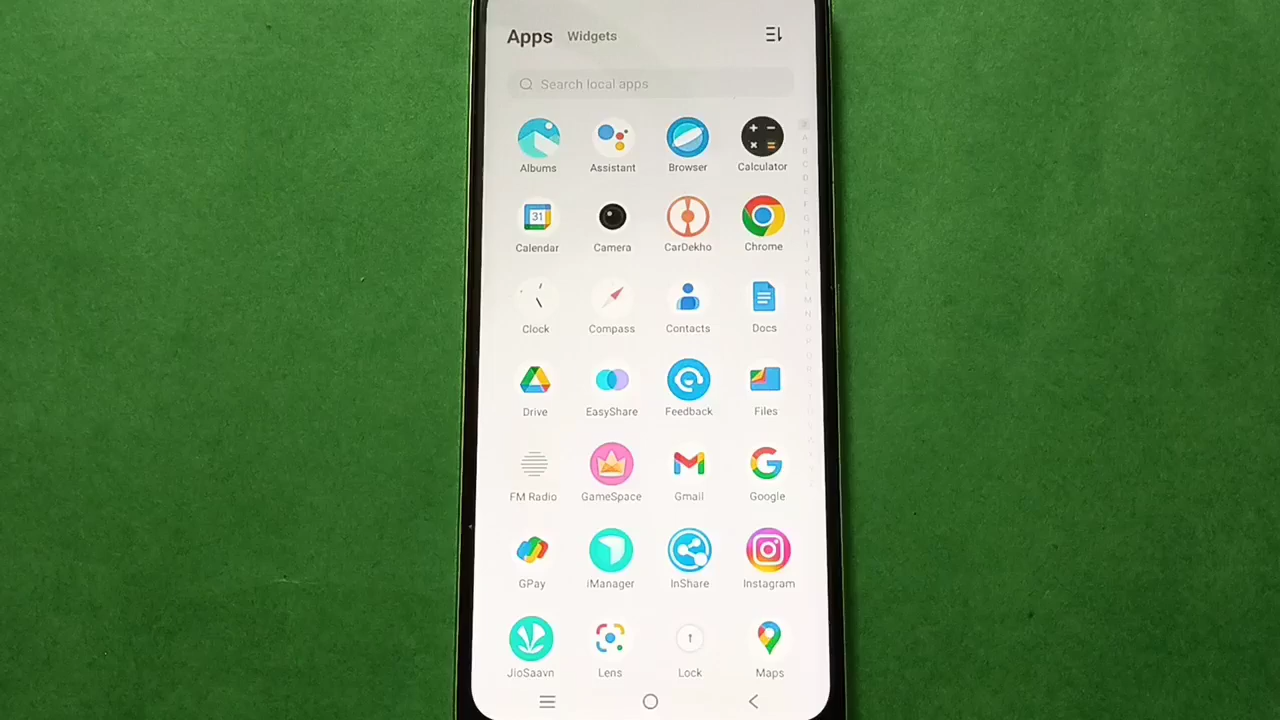 Apps Widgets
Search local apps
Albums Assistant Browser Calculator
31
Calendar Camera CarDekho Chrome
Clock Compass Contacts Docs
Drive EasyShare Feedback Files
FM Radio GameSpace Gmail Google
GPay iManager InShare Instagram
JioSaavn Lens Lock Maps